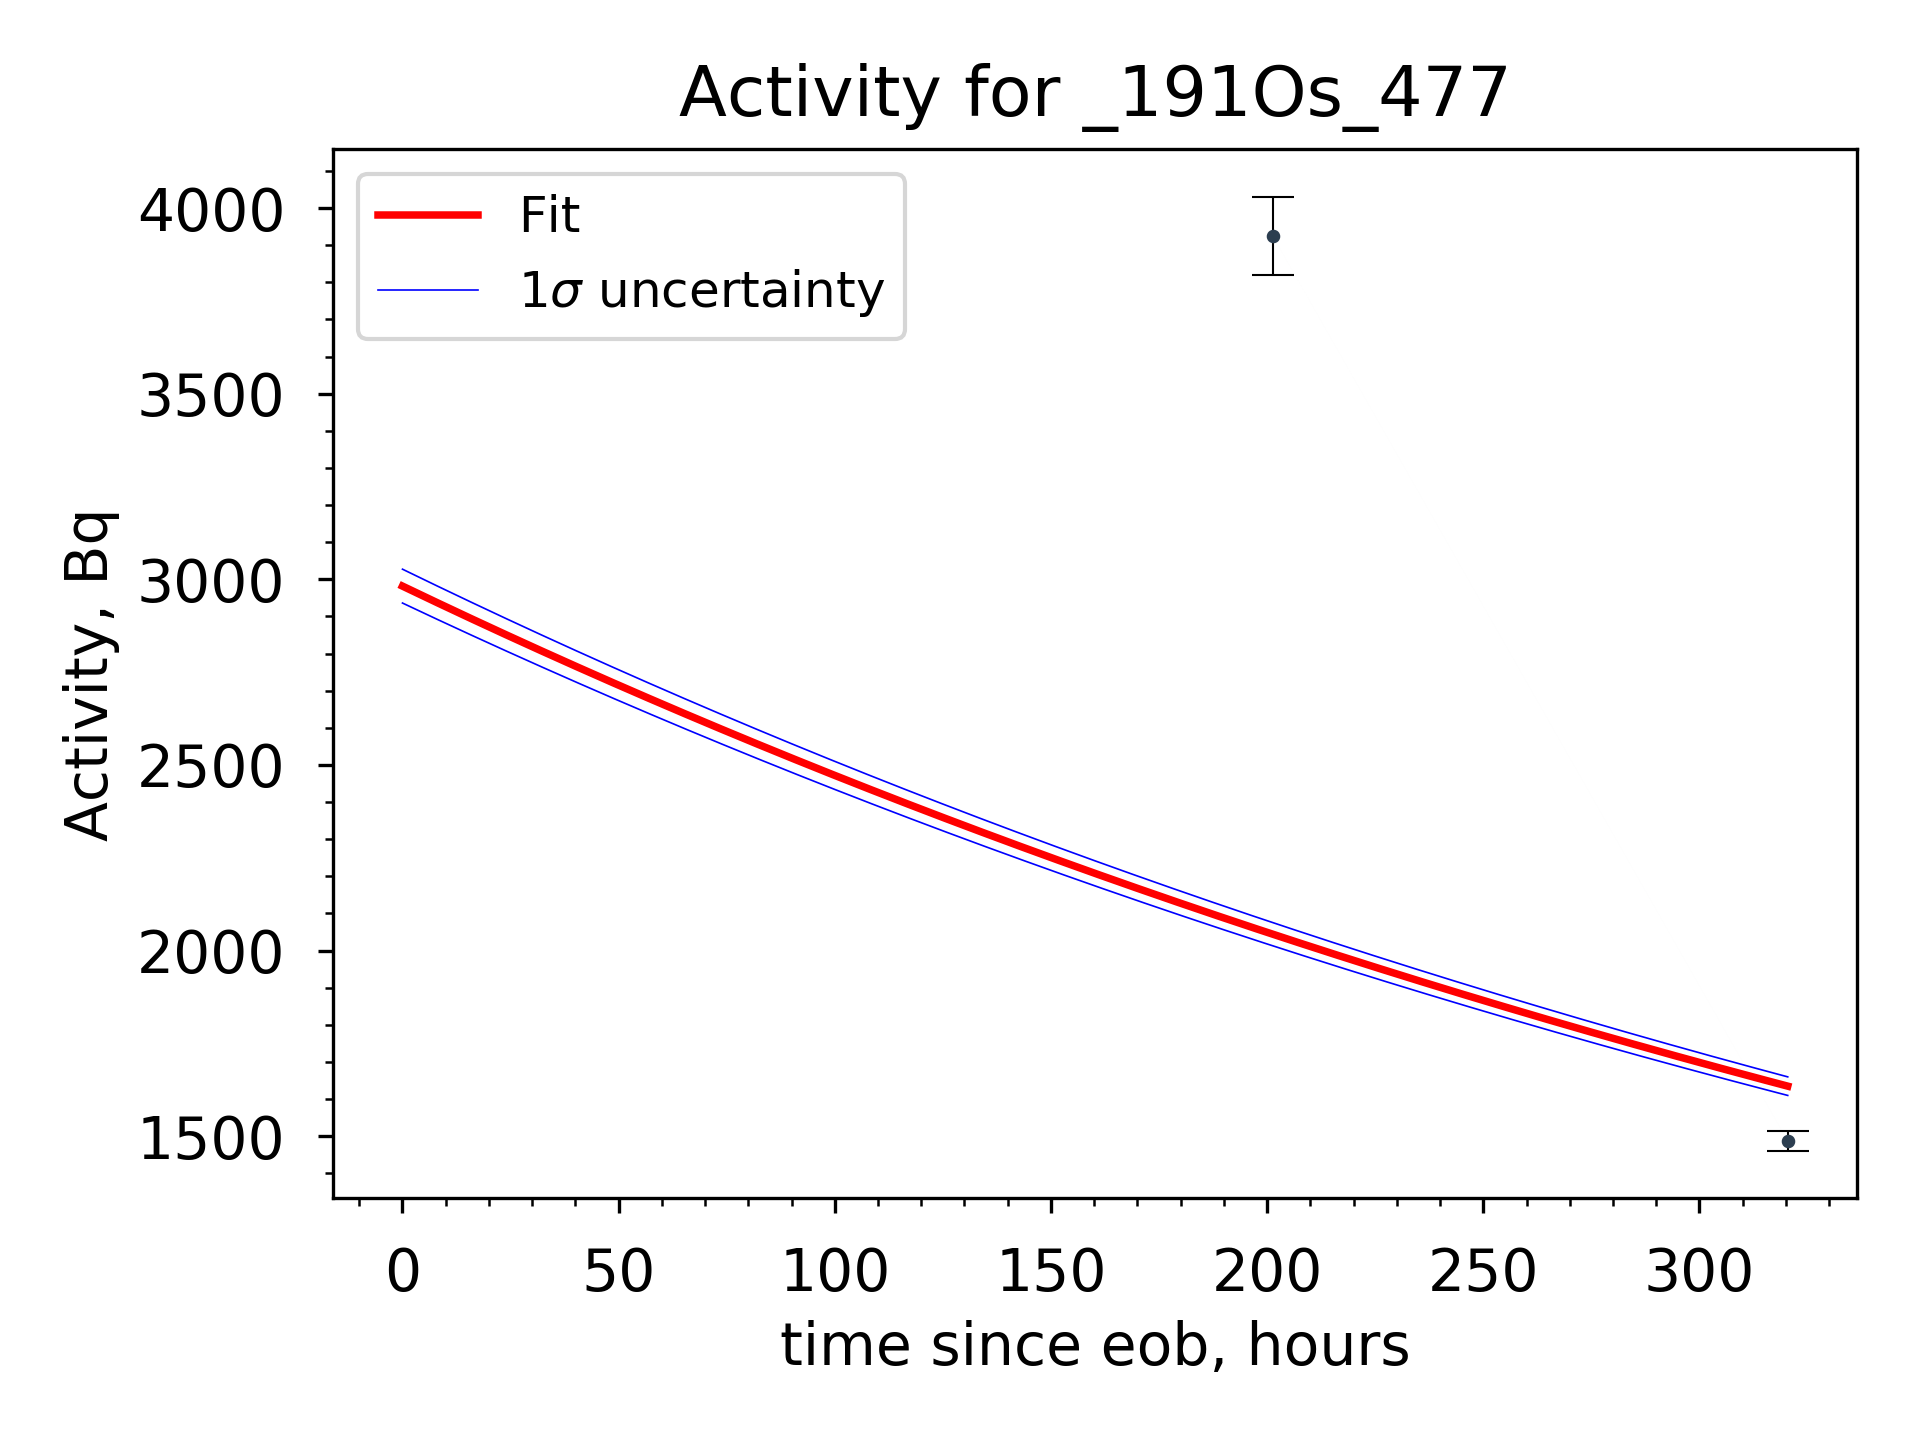 Activity for _191Os_477
Fit
1σ uncertainty
Activity, Bq
4000
3500
3000
2500
2000
1500
0 50 100 150 200 250 300
time since eob, hours